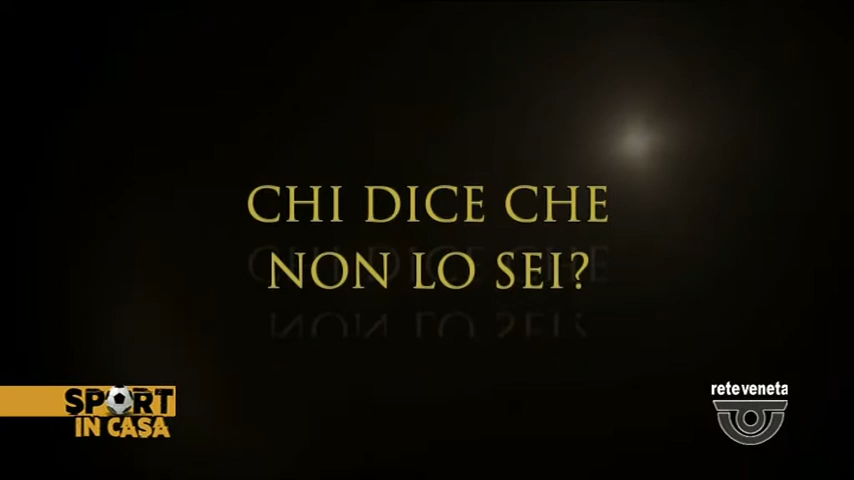 CHI DICE CHE
NON LO SEI?
SPORT
IN CASA
reteveneta